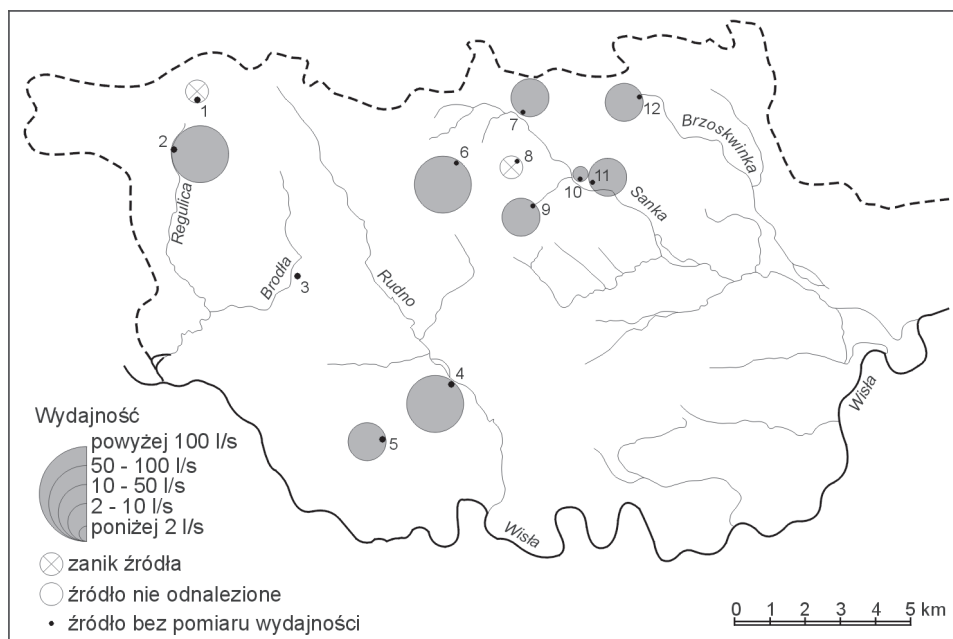 1
2
3
4
5
6
7
8
9
10
11
12
Regulica
Brodła
Rudno
Sanka
Brzoskwinka
Wisła
Wisła
Wydajność
powyżej 100 l/s
50 - 100 l/s
10 - 50 l/s
2 - 10 l/s
poniżej 2 l/s
zanik źródła
źródło nie odnalezione
źródło bez pomiaru wydajności
0 1 2 3 4 5 km